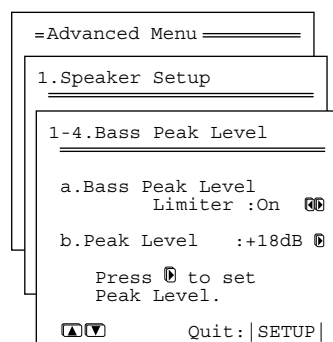 Advanced Menu
1.Speaker Setup
1-4.Bass Peak Level
a.Bass Peak Level
Limiter :On
b.Peak Level :+18dB
Press to set
Peak Level.
Quit:|SETUP|